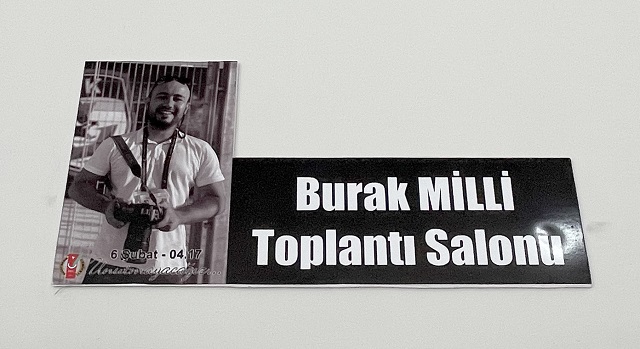 6 Şubat - 04.17
Burak MİLLİ
Toplantı Salonu